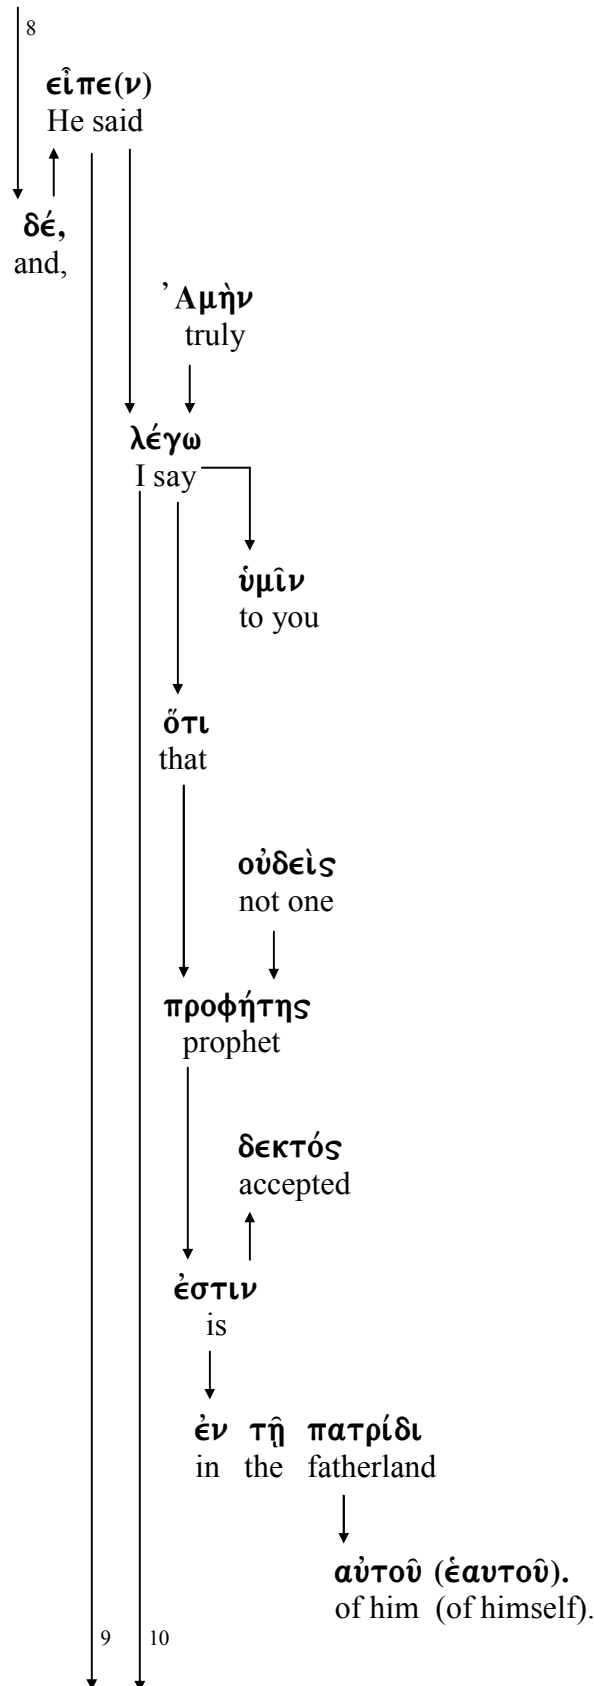 8
εἶπε(ν)
He said
δέ,
and,
Ἀμὴν
truly
λέγω
I say
ὑμῖν
to you
ὅτι
that
οὐδεὶς
not one
προφήτης
prophet
δεκτός
accepted
ἐστιν
is
ἐν τῇ πατρίδι
in the fatherland
αὐτοῦ (ἑαυτοῦ).
of him (of himself).
9 10